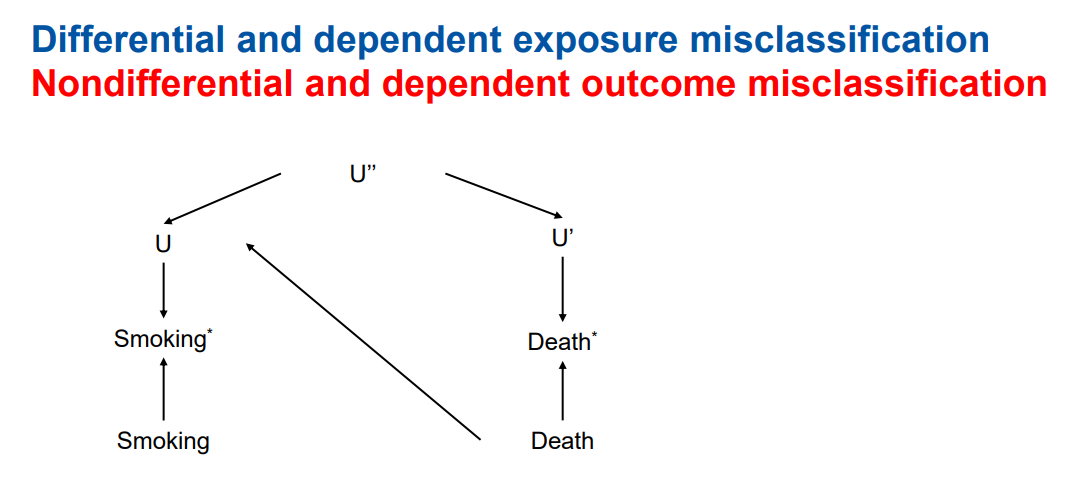 Differential and dependent exposure misclassification
Nondifferential and dependent outcome misclassification
U”
U
U’
Smoking*
Death*
Smoking
Death